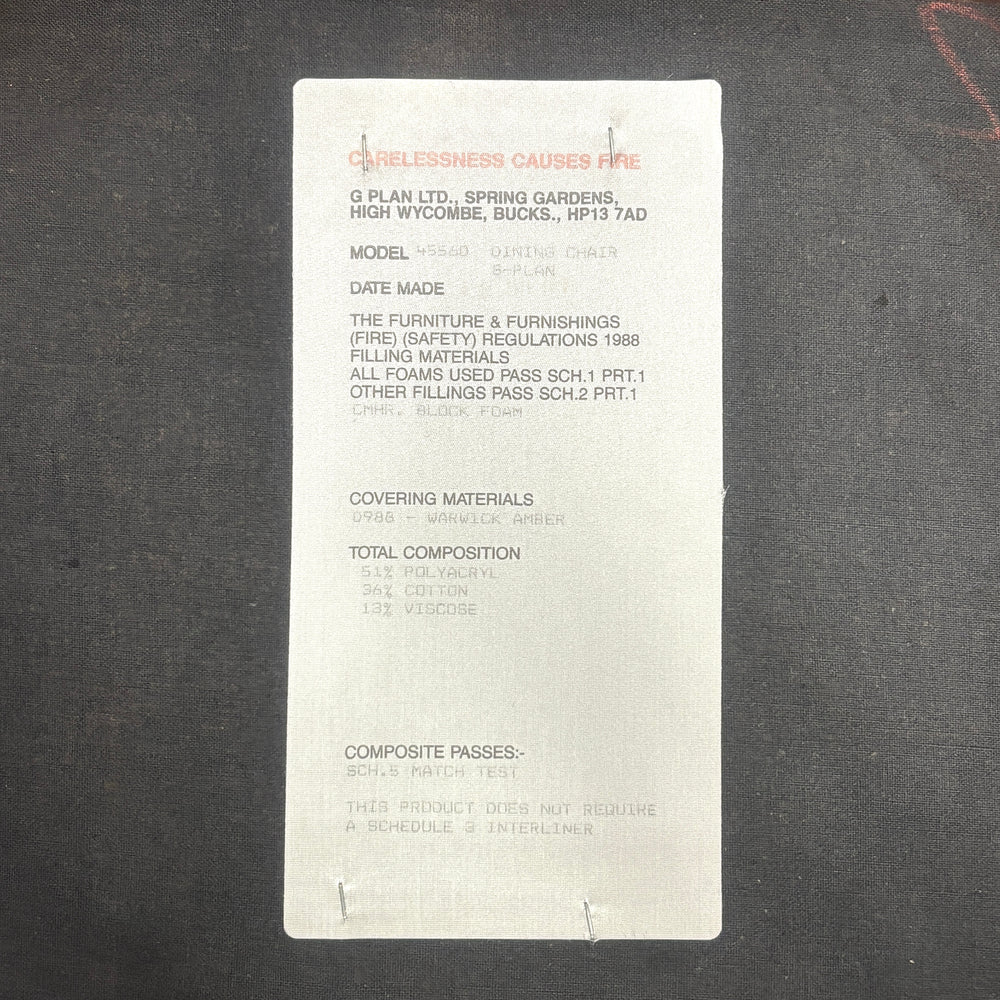 CARELESSNESS CAUSES FIRE
G PLAN LTD., SPRING GARDENS,
HIGH WYCOMBE, BUCKS., HP13 7AD
MODEL 45560 DINING CHAIR
G-PLAN
DATE MADE
THE FURNITURE & FURNISHINGS
(FIRE) (SAFETY) REGULATIONS 1988
FILLING MATERIALS
ALL FOAMS USED PASS SCH.1 PRT.1
OTHER FILLINGS PASS SCH.2 PRT.1
CMHR. BLOCK FOAM
COVERING MATERIALS
0988 - WARWICK AMBER
TOTAL COMPOSITION
51% POLYACRYL
36% COTTON
13% VISCOSE
COMPOSITE PASSES:-
SCH.5 MATCH TEST
THIS PRODUCT DOES NOT REQUIRE
A SCHEDULE 3 INTERLINER